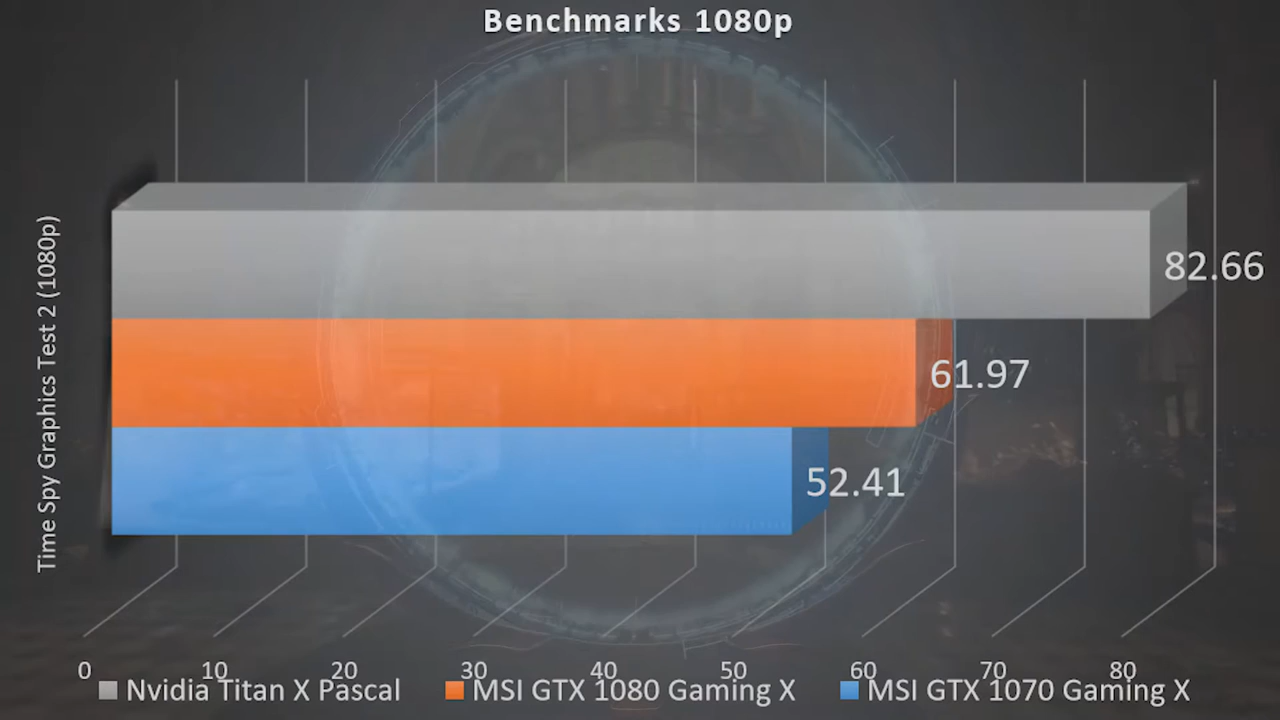 Benchmarks 1080p
Time Spy Graphics Test 2 (1080p)
82.66
61.97
52.41
0 10 20 30 40 50 60 70 80
Nvidia Titan X Pascal MSI GTX 1080 Gaming X MSI GTX 1070 Gaming X